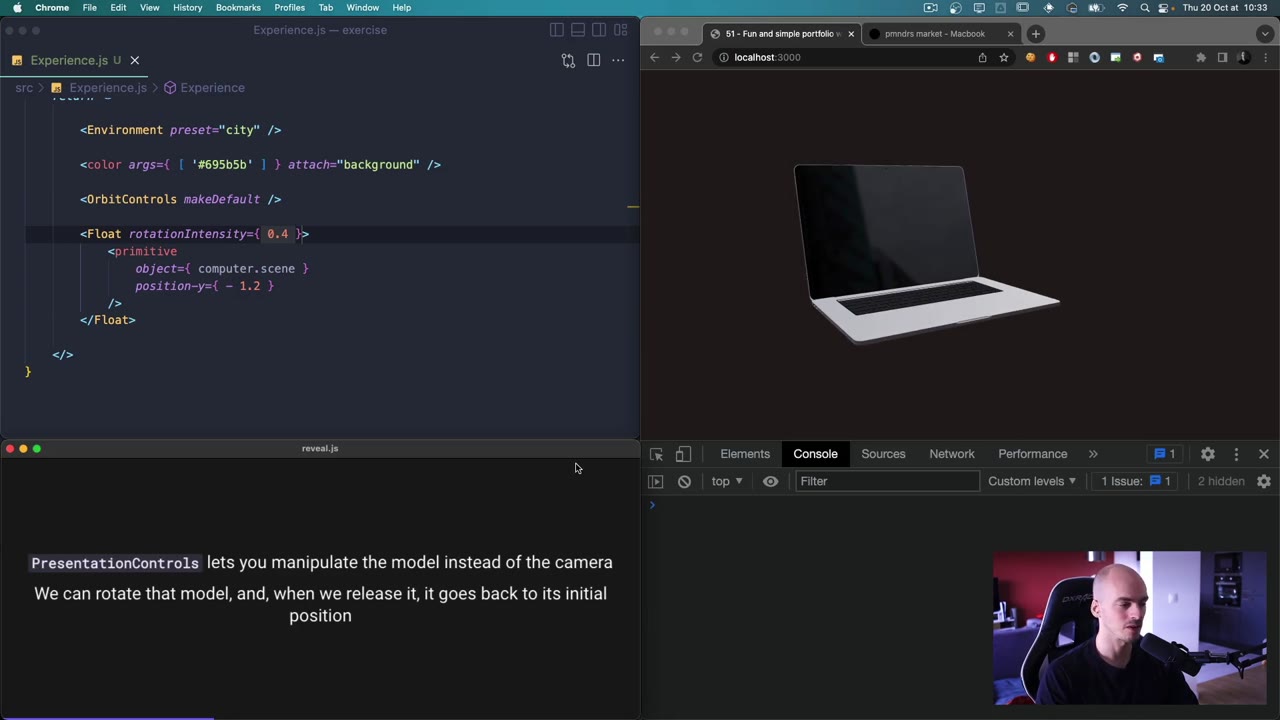 Chrome File Edit View History Bookmarks Profiles Tab Window Help
Thu 20 Oct at 10:33
Experience.js — exercise
Experience.js U
src > Experience.js > Experience
<Environment preset="city" />
<color args={ [ '#695b5b' ] } attach="background" />
<OrbitControls makeDefault />
<Float rotationIntensity={ 0.4 }>
<primitive
object={ computer.scene }
position-y={ - 1.2 }
/>
</Float>
</>
}
51 - Fun and simple portfolio w
pmndrs market - Macbook
localhost:3000
Elements Console Sources Network Performance » 1
top Filter Custom levels 1 Issue: 1 2 hidden
reveal.js
PresentationControls lets you manipulate the model instead of the camera
We can rotate that model, and, when we release it, it goes back to its initial
position